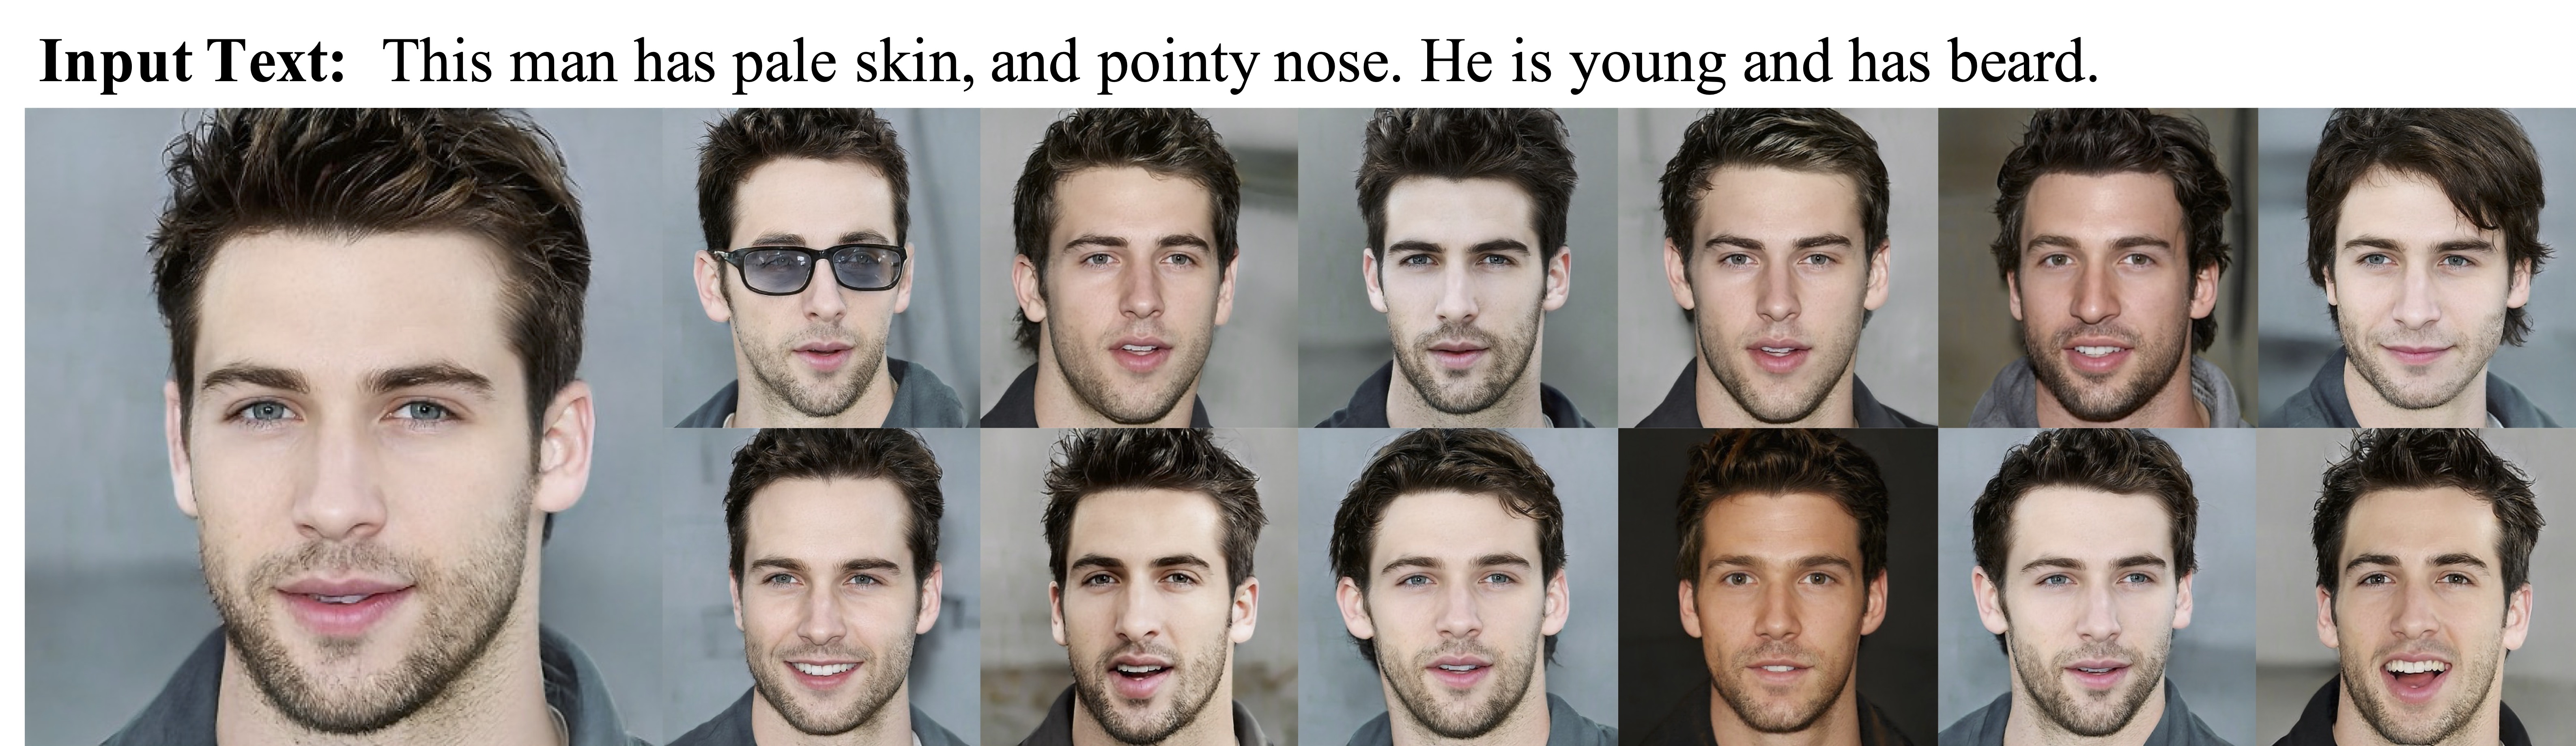 Input Text: This man has pale skin, and pointy nose. He is young and has beard.